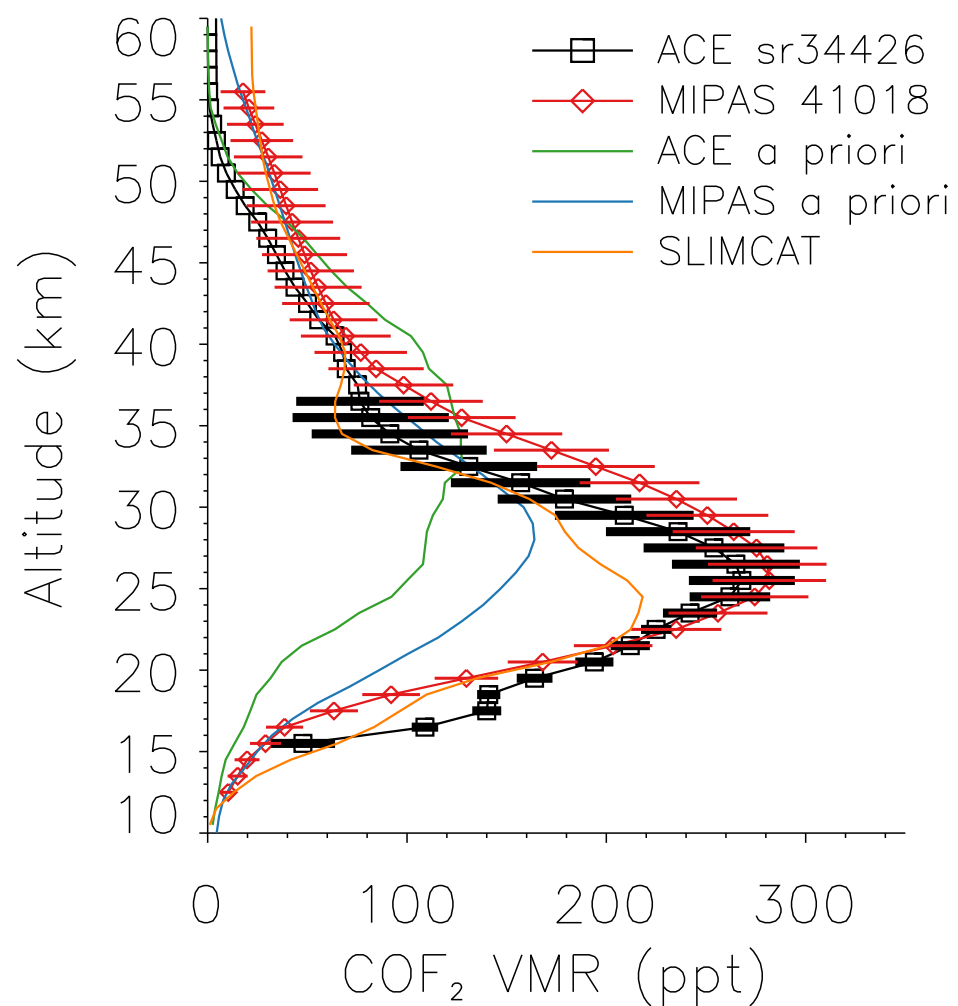 ACE sr34426
MIPAS 41018
ACE a priori
MIPAS a priori
SLIMCAT
60
55
50
45
40
35
30
25
20
15
10
Altitude (km)
0 100 200 300
COF₂ VMR (ppt)